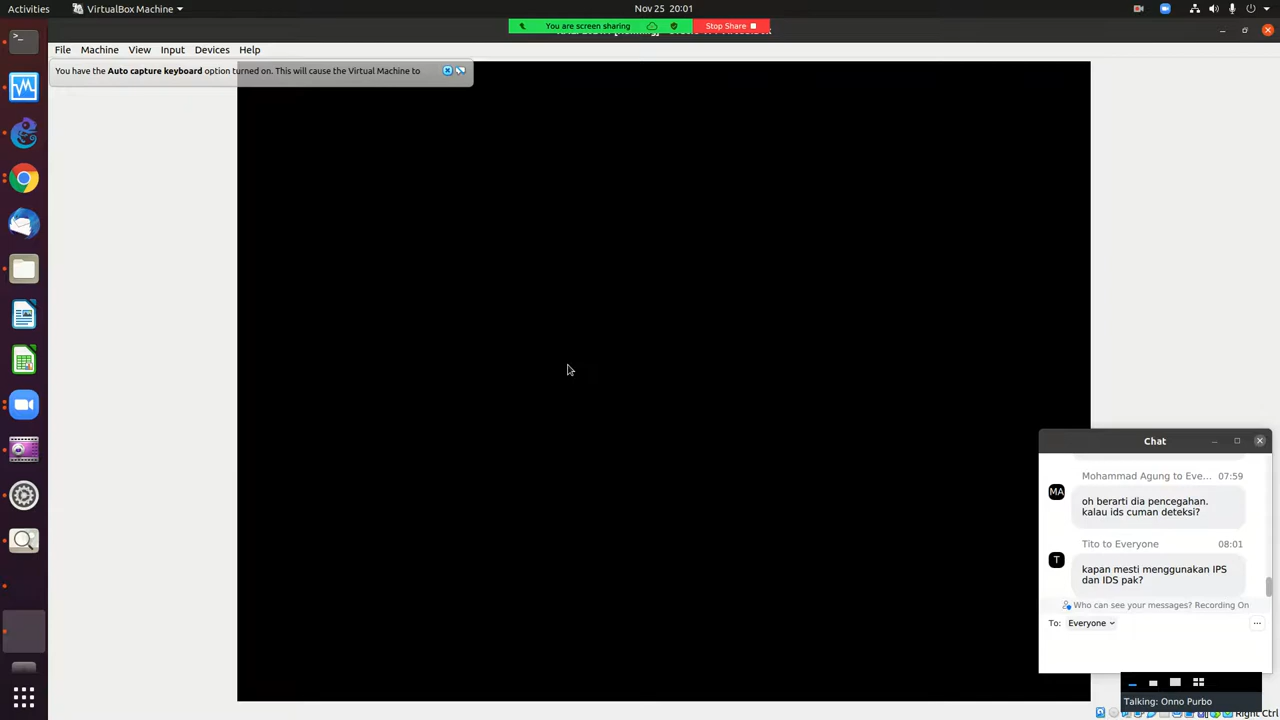 Activities
VirtualBox Machine
Nov 25 20:01
You are screen sharing
Stop Share
File Machine View Input Devices Help
You have the Auto capture keyboard option turned on. This will cause the Virtual Machine to
Chat
Mohammad Agung to Eve... 07:59
MA
oh berarti dia pencegahan.
kalau ids cuman deteksi?
Tito to Everyone 08:01
T
kapan mesti menggunakan IPS
dan IDS pak?
Who can see your messages? Recording On
To: Everyone
Talking: Onno Purbo
Right Ctrl